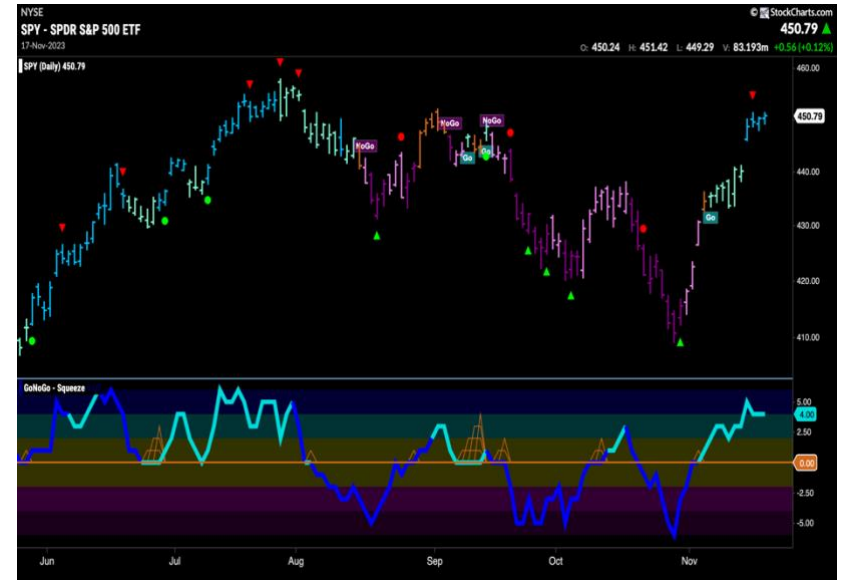 NYSE
© StockCharts.com
SPY - SPDR S&P 500 ETF
450.79
17-Nov-2023
O: 450.24 H: 451.42 L: 449.29 V: 83.193m +0.56 (+0.12%)
SPY (Daily) 450.79
460.00
450.79
NoGo
NoGo
NoGo
Go
Go
440.00
430.00
Go
420.00
410.00
GoNoGo - Squeeze
5.00
4.00
2.50
0.00
-2.50
-5.00
Jun Jul Aug Sep Oct Nov